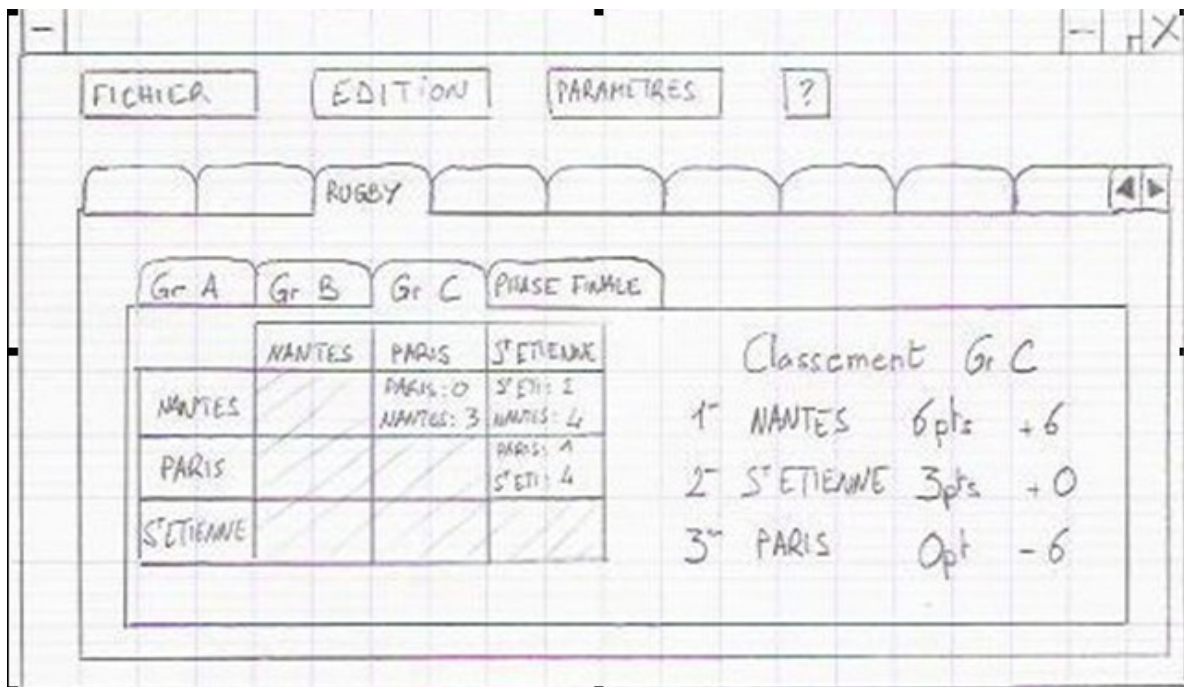 FICHIER EDITION PARAMETRES ?
RUGBY
Gr A Gr B Gr C PHASE FINALE
NANTES PARIS St ETIENNE
Classement Gr C
NANTES
PARIS: 0
NANTES: 3
St ETI: 1
NANTES: 4
1er NANTES 6pts +6
PARIS
PARIS: 1
St ETI: 4
2 St ETIENNE 3pts +0
St ETIENNE
3 PARIS 0pt -6